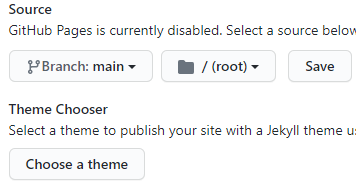 Source
GitHub Pages is currently disabled. Select a source below
Branch: main / (root) Save
Theme Chooser
Select a theme to publish your site with a Jekyll theme
Choose a theme